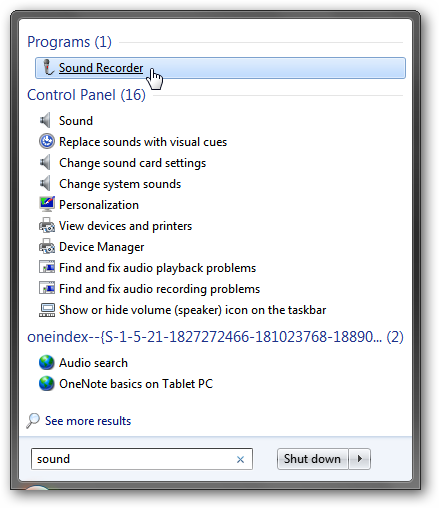 Programs (1)
Sound Recorder
Control Panel (16)
Sound
Replace sounds with visual cues
Change sound card settings
Change system sounds
Personalization
View devices and printers
Device Manager
Find and fix audio playback problems
Find and fix audio recording problems
Show or hide volume (speaker) icon on the taskbar
oneindex--{S-1-5-21-1827272466-181023768-18890... (2)
Audio search
OneNote basics on Tablet PC
See more results
sound
Shut down